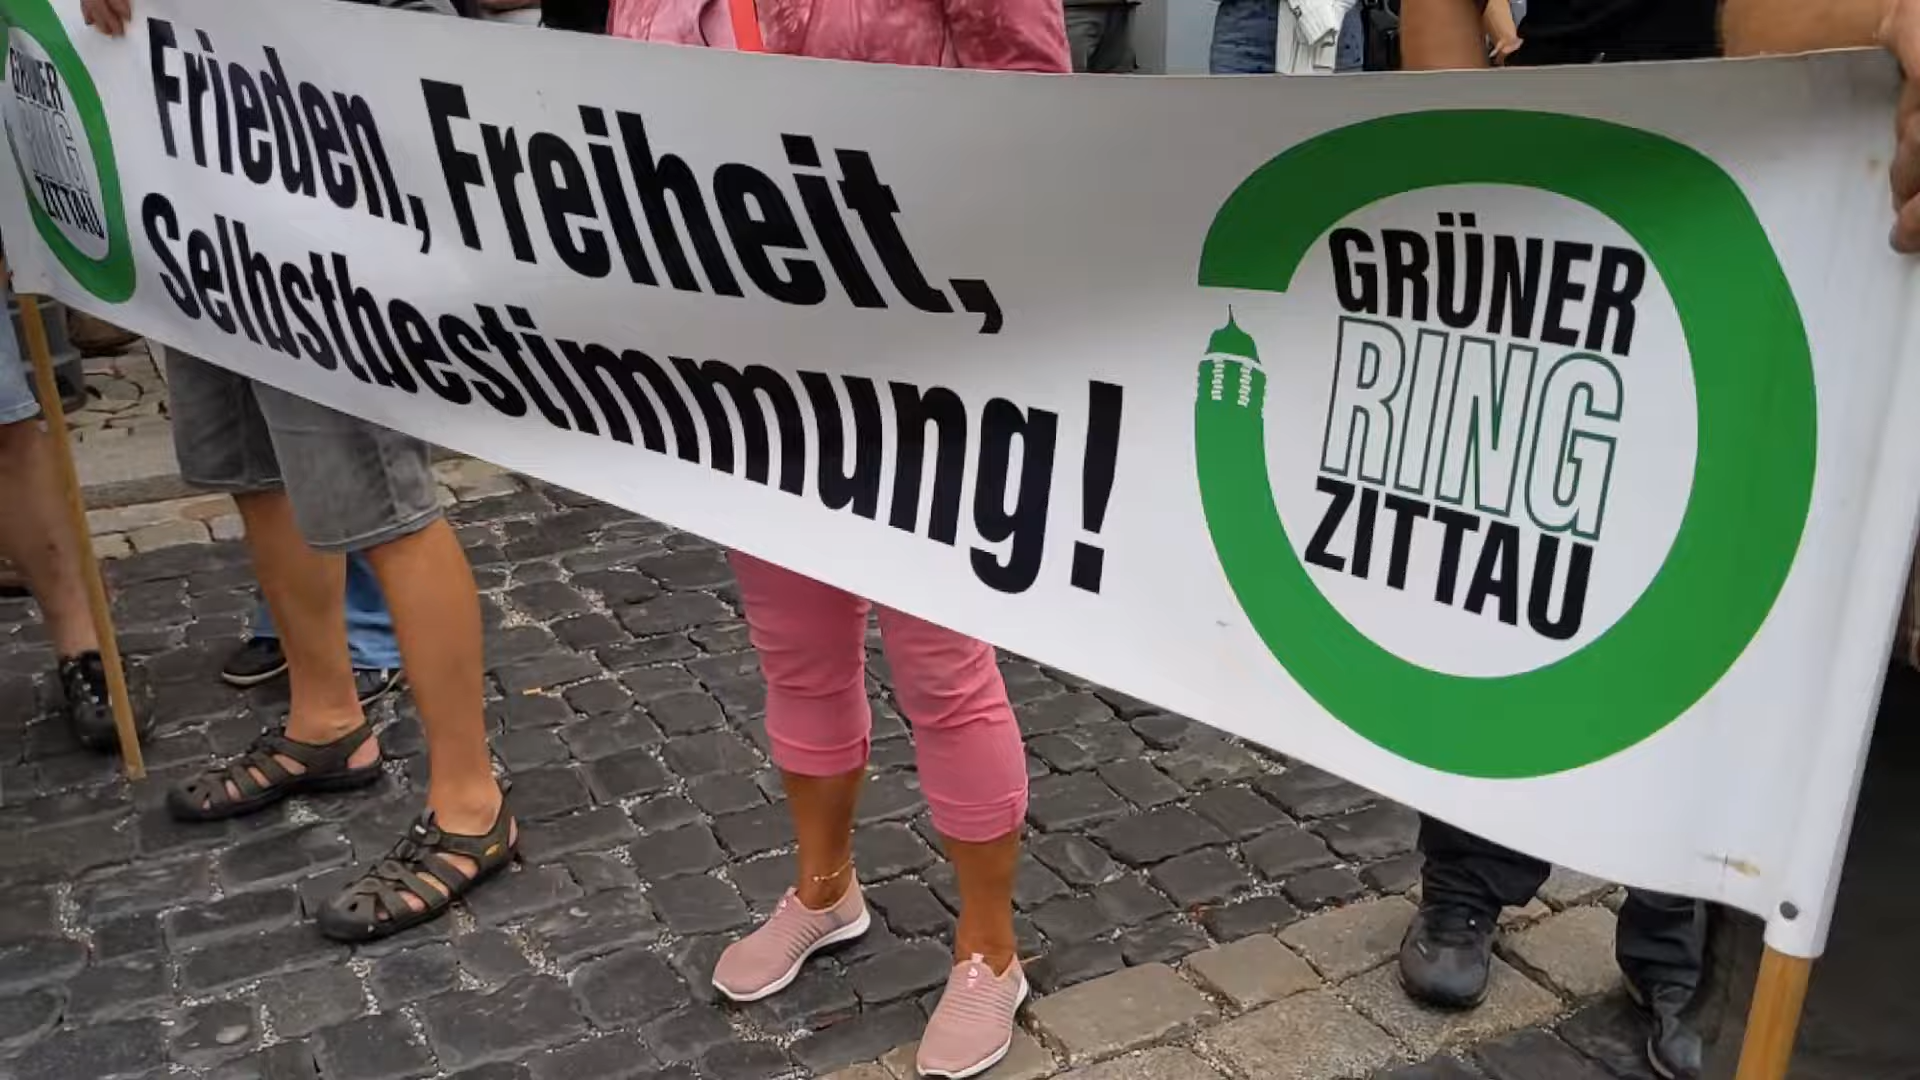 GRÜNER
RING
ZITTAU
Frieden, Freiheit,
Selbstbestimmung!
GRÜNER
RING
ZITTAU